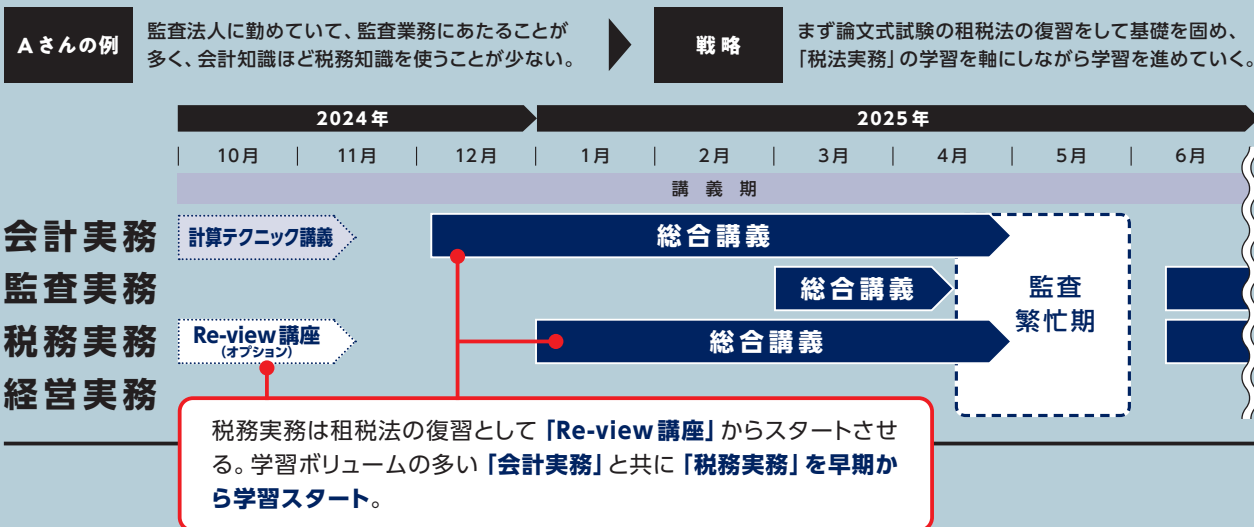 Aさんの例
監査法人に勤めていて、監査業務にあたることが
多く、会計知識ほど税務知識を使うことが少ない。
戦略
まず論文式試験の租税法の復習をして基礎を固め、
「税法実務」の学習を軸にしながら学習を進めていく。
2024年 2025年
10月 11月 12月 1月 2月 3月 4月 5月 6月
講義期
会計実務 計算テクニック講義 総合講義
監査実務 総合講義
税務実務 Re-view講座 総合講義
(オプション)
経営実務
監査
繁忙期
税務実務は租税法の復習として「Re-view講座」からスタートさせ
る。学習ボリュームの多い「会計実務」と共に「税務実務」を早期か
ら学習スタート。